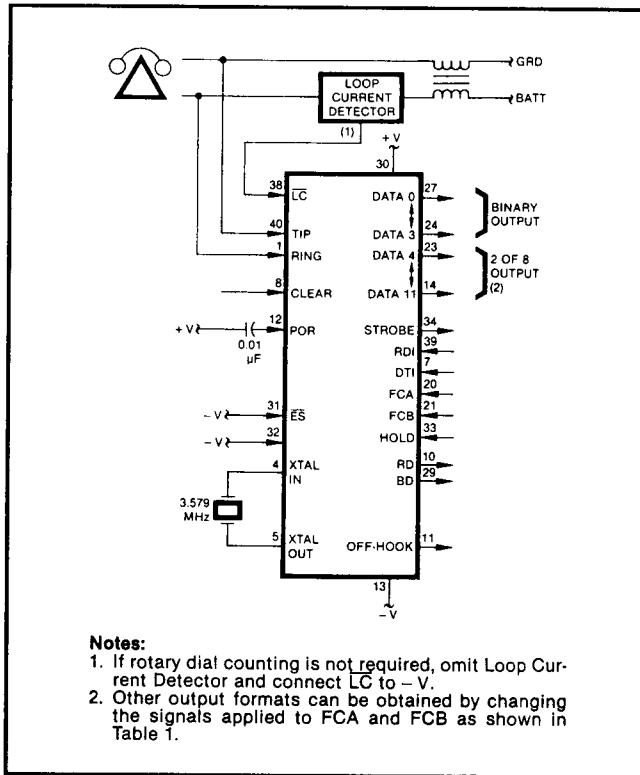 GRD
LOOP
CURRENT
DETECTOR
BATT
(1)
+V
30
38
LC
DATA 0
27
BINARY
OUTPUT
40
TIP
DATA 3
24
1
RING
DATA 4
23
2 OF 8
OUTPUT
(2)
8
CLEAR
DATA 11
14
+V
12
POR
0.01
µF
STROBE
34
RDI
39
DTI
7
FCA
20
31
ES
-V
FCB
21
32
-V
HOLD
33
4
XTAL
IN
RD
10
BD
29
3.579
MHz
5
XTAL
OUT
OFF-HOOK
11
13
-V
Notes:
1. If rotary dial counting is not required, omit Loop Cur-
rent Detector and connect L̅C̅ to – V.
2. Other output formats can be obtained by changing
the signals applied to FCA and FCB as shown in
Table 1.